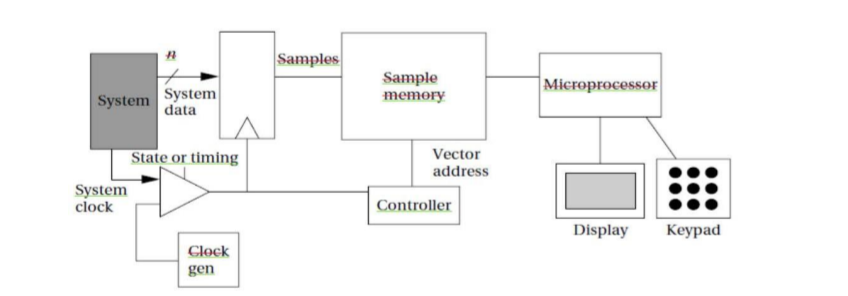 n
Samples
System
System
data
Sample
memory
Microprocessor
State or timing
Vector
address
System
clock
Controller
Clock
gen
Display
Keypad